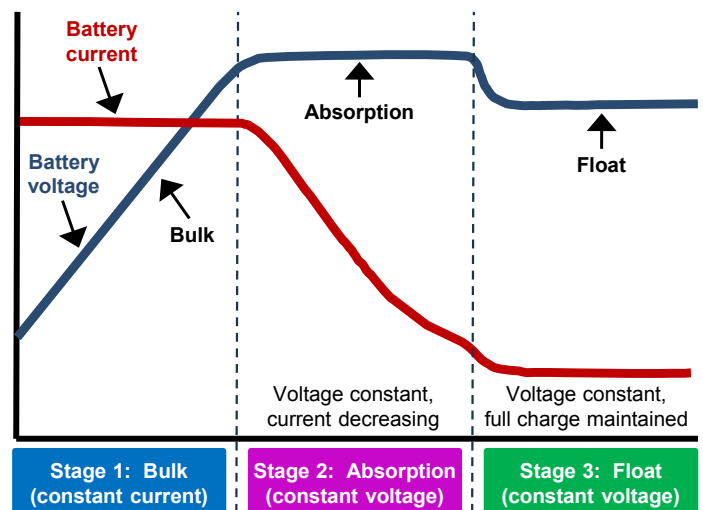 Battery
current
Absorption
Battery
voltage
Bulk
Float
Voltage constant,
current decreasing
Voltage constant,
full charge maintained
Stage 1:  Bulk
(constant current)
Stage 2:  Absorption
(constant voltage)
Stage 3:  Float
(constant voltage)